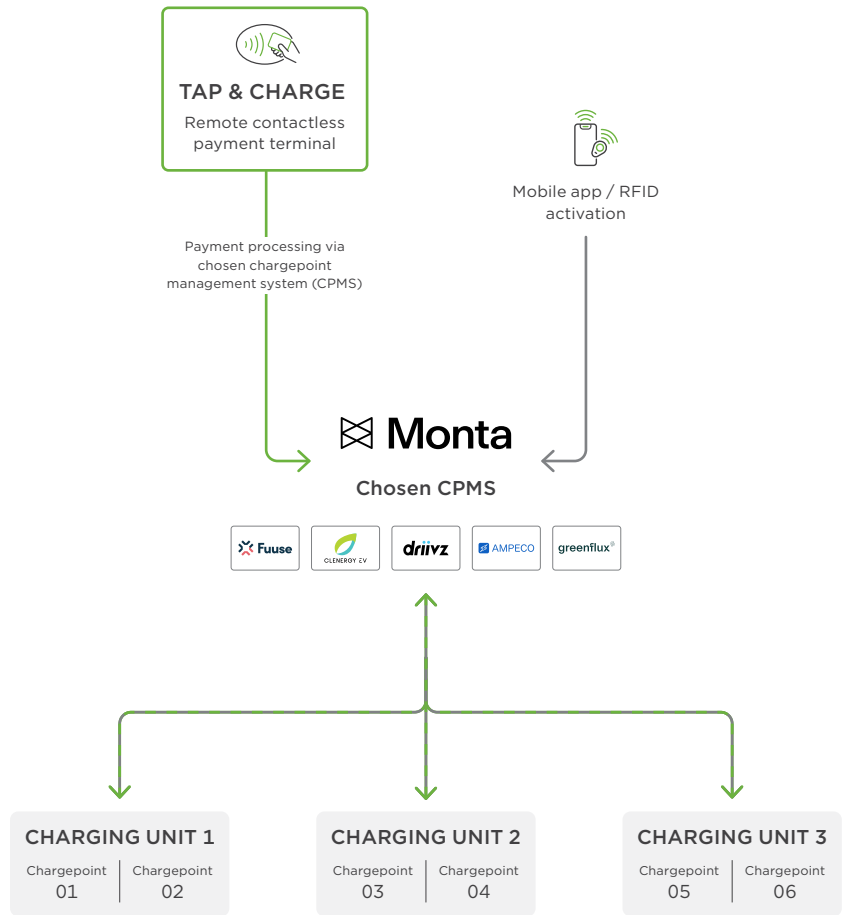 TAP & CHARGE
Remote contactless
payment terminal
Mobile app / RFID
activation
Payment processing via
chosen chargepoint
management system (CPMS)
Monta
Chosen CPMS
Fuuse
CLENERGY EV
driivz
AMPECO
greenflux
CHARGING UNIT 1
Chargepoint
01
Chargepoint
02
CHARGING UNIT 2
Chargepoint
03
Chargepoint
04
CHARGING UNIT 3
Chargepoint
05
Chargepoint
06